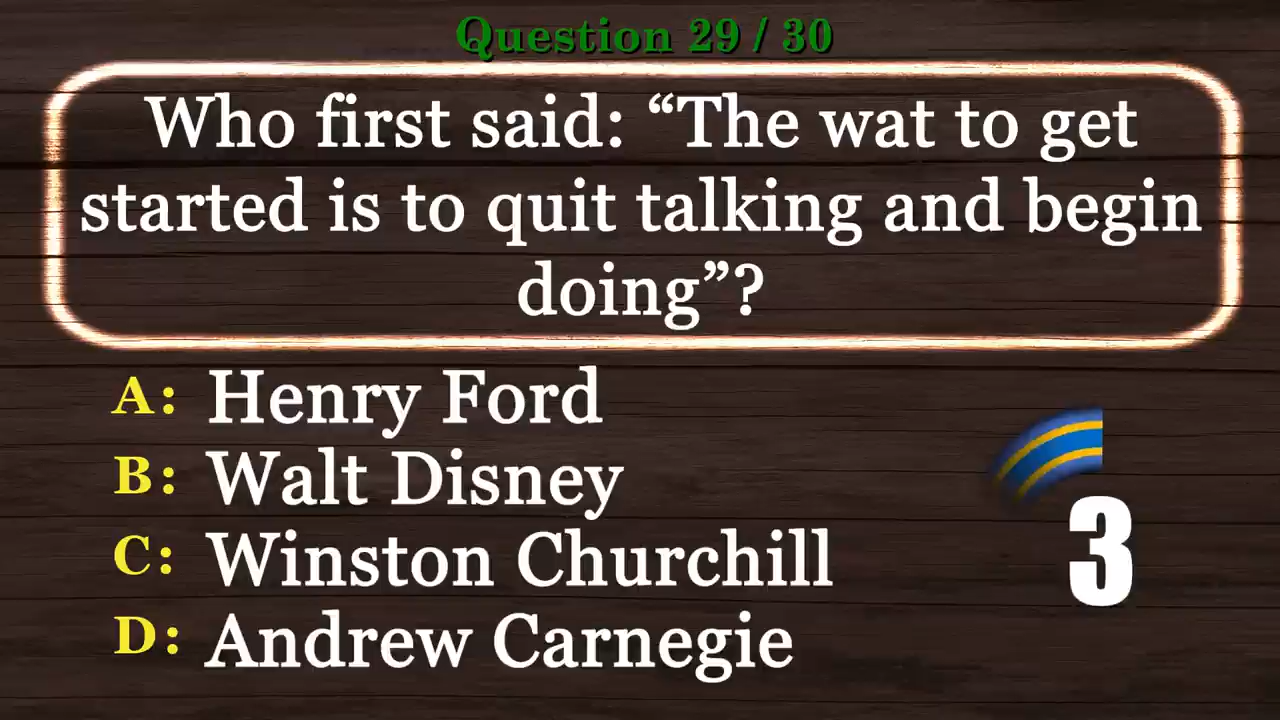 Question 29 / 30
Who first said: “The wat to get
started is to quit talking and begin
doing”?
A: Henry Ford
B: Walt Disney
C: Winston Churchill
D: Andrew Carnegie
3